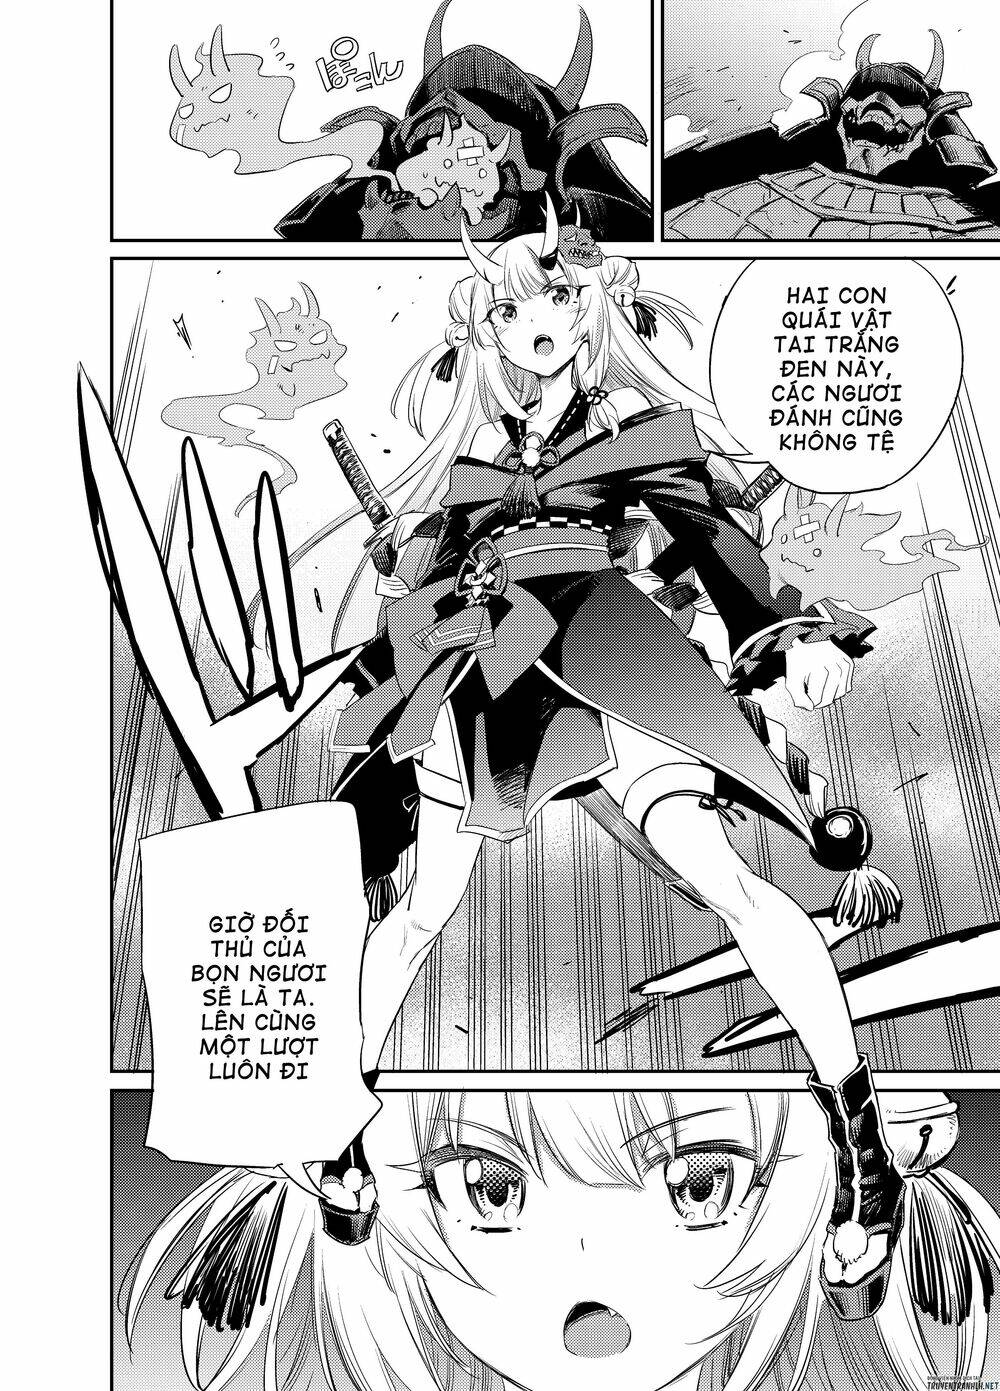 ぽこん
HAI CON
QUÁI VẬT
TAI TRẮNG
ĐEN NÀY,
CÁC NGƯƠI
ĐÁNH CŨNG
KHÔNG TỆ
GIỜ ĐỐI
THỦ CỦA
BỌN NGƯƠI
SẼ LÀ TA.
LÊN CÙNG
MỘT LƯỢT
LUÔN ĐI
TRUYENTRANHLH.NET